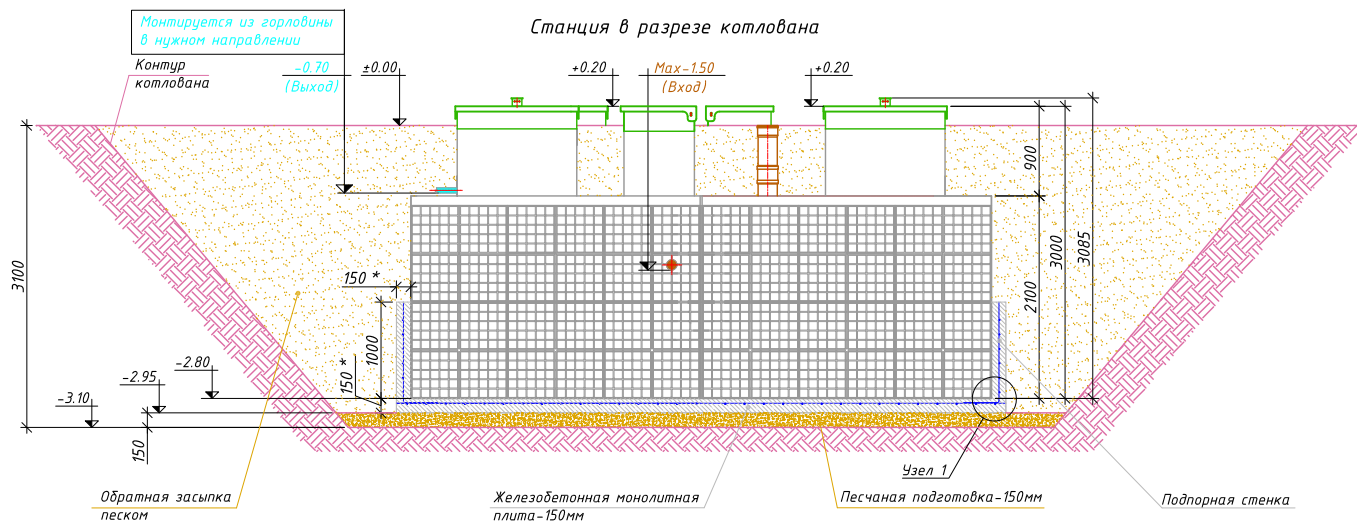 Станция в разрезе котлована
Монтируется из горловины
в нужном направлении
Контур
котлована
-0.70
(Выход)
±0.00
+0.20
Max-1.50
(Вход)
+0.20
900
3000
3085
2100
3100
150 *
1000
150 *
-2.80
-2.95
-3.10
150
Узел 1
Обратная засыпка
песком
Железобетонная монолитная
плита-150мм
Песчаная подготовка-150мм
Подпорная стенка